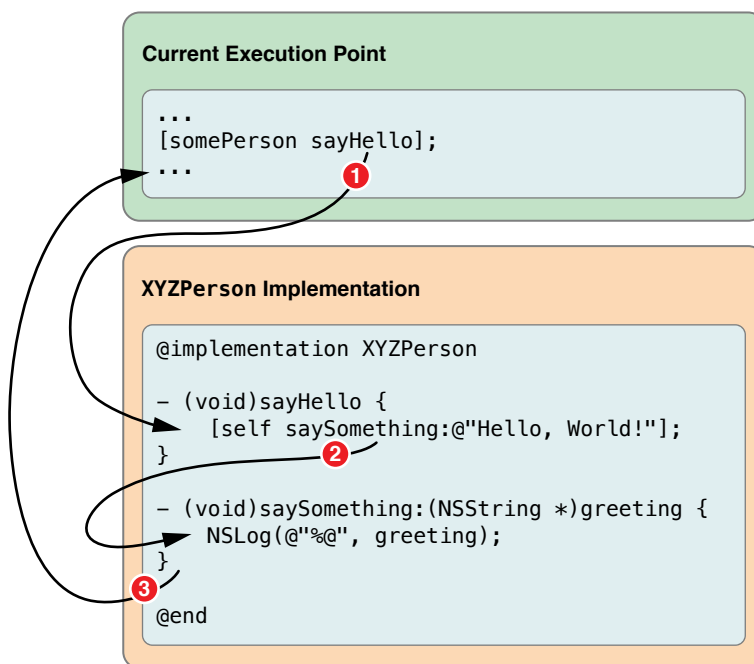 Current Execution Point
...
[somePerson sayHello];
...
1
XYZPerson Implementation
@implementation XYZPerson
– (void)sayHello {
[self saySomething:@"Hello, World!"];
}
2
– (void)saySomething:(NSString *)greeting {
NSLog(@"%@", greeting);
}
3
@end